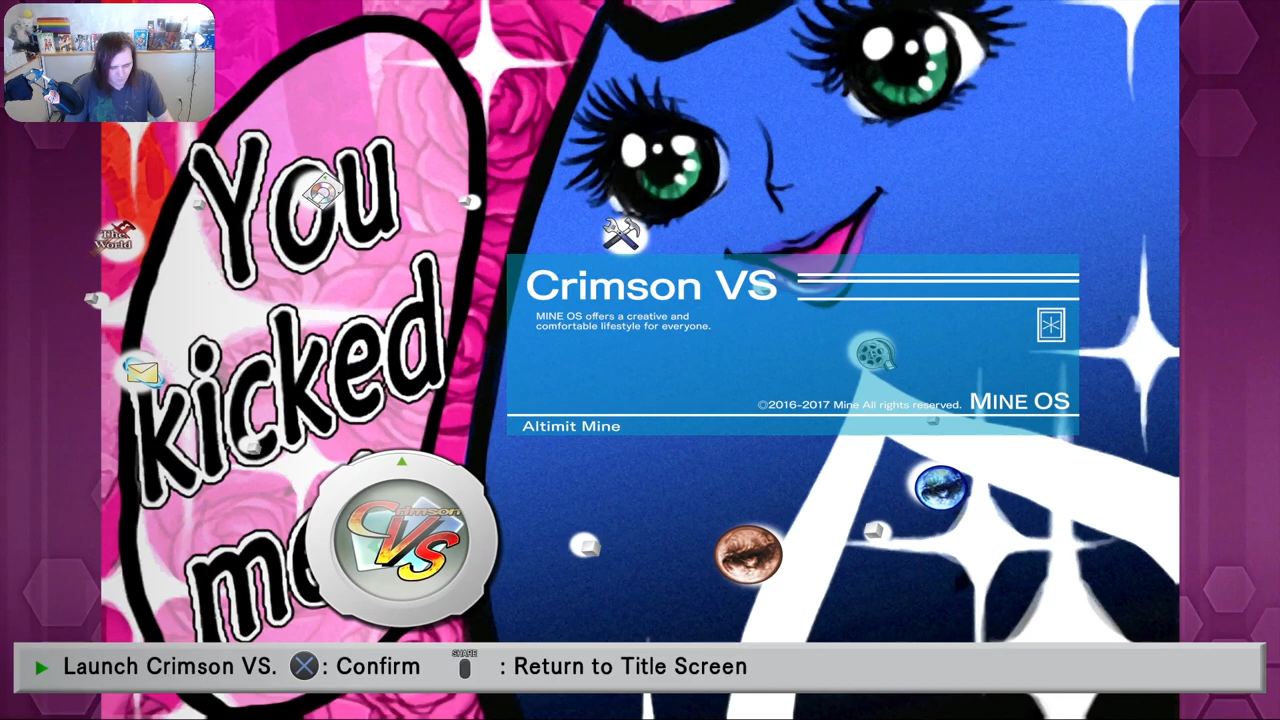 You
kicked
me
The
World
Crimson VS
MINE OS offers a creative and
comfortable lifestyle for everyone.
©2016-2017 Mine All rights reserved. MINE OS
Altimit Mine
Crimson
VS
SHARE
Launch Crimson VS. : Confirm : Return to Title Screen